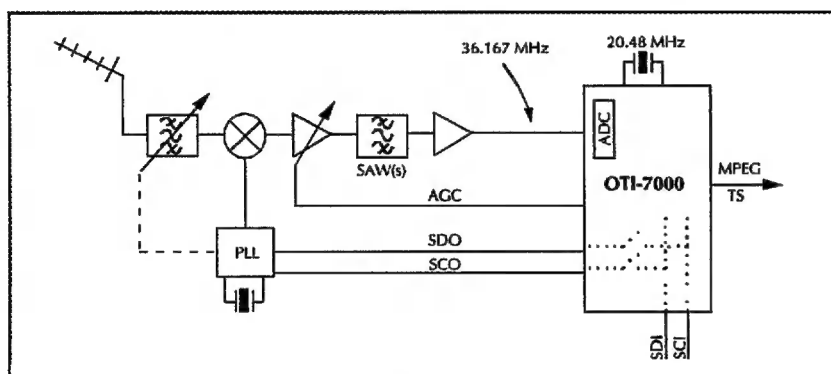 36.167 MHz
20.48 MHz
ADC
OTI-7000
MPEG
TS
SAW(s)
AGC
PLL
SDO
SCO
SDI
SCI